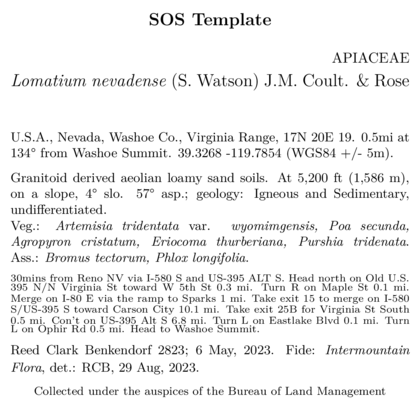 SOS Template
APIACEAE
Lomatium nevadense (S. Watson) J.M. Coult. & Rose
U.S.A., Nevada, Washoe Co., Virginia Range, 17N 20E 19. 0.5mi at
134° from Washoe Summit. 39.3268 -119.7854 (WGS84 +/- 5m).
Granitoid derived aeolian loamy sand soils. At 5,200 ft (1,586 m),
on a slope, 4° slo. 57° asp.; geology: Igneous and Sedimentary,
undifferentiated.
Veg.: Artemisia tridentata var. wyomimgensis, Poa secunda,
Agropyron cristatum, Eriocoma thurberiana, Purshia tridenata.
Ass.: Bromus tectorum, Phlox longifolia.
30mins from Reno NV via I-580 S and US-395 ALT S. Head north on Old U.S.
395 N/N Virginia St toward W 5th St 0.3 mi. Turn R on Maple St 0.1 mi.
Merge on I-80 E via the ramp to Sparks 1 mi. Take exit 15 to merge on I-580
S/US-395 S toward Carson City 10.1 mi. Take exit 25B for Virginia St South
0.5 mi. Con't on US-395 Alt S 6.8 mi. Turn L on Eastlake Blvd 0.1 mi. Turn
L on Ophir Rd 0.5 mi. Head to Washoe Summit.
Reed Clark Benkendorf 2823; 6 May, 2023. Fide: Intermountain
Flora, det.: RCB, 29 Aug, 2023.
Collected under the auspices of the Bureau of Land Management